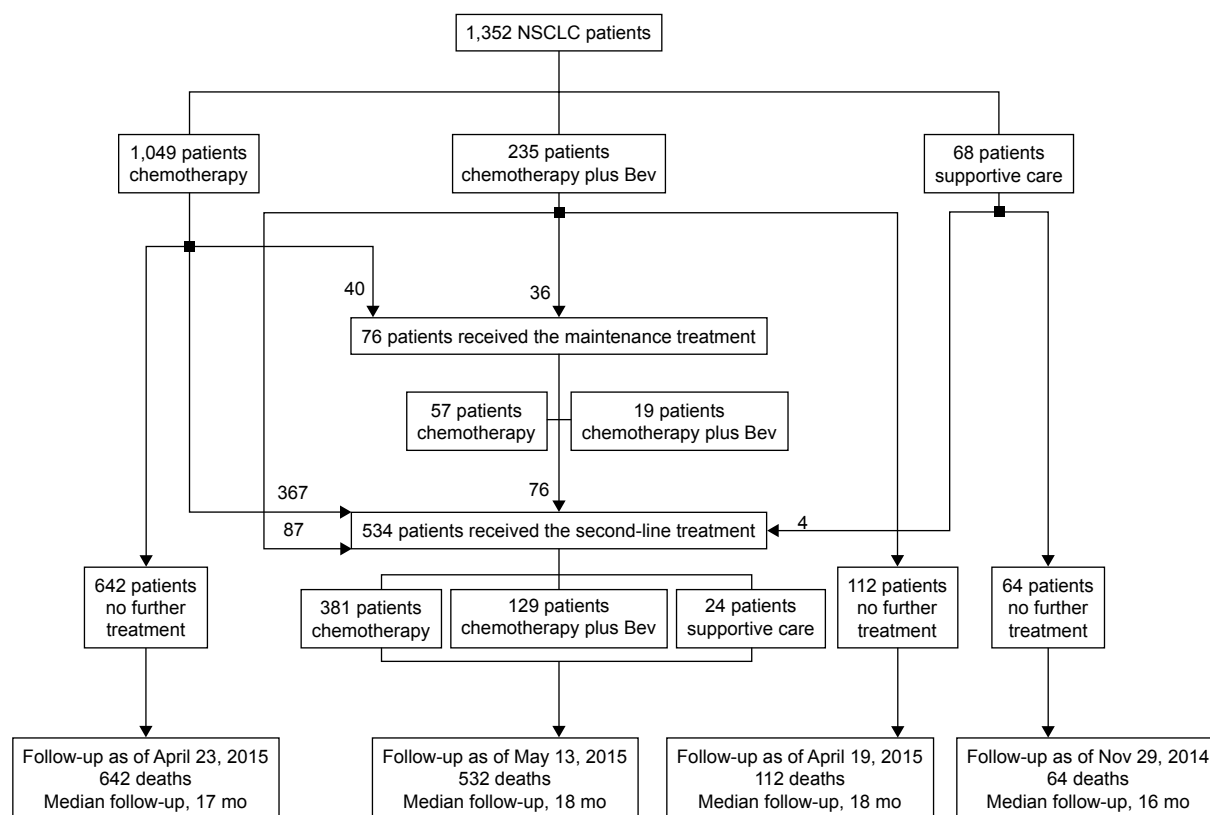 1,352 NSCLC patients
1,049 patients
chemotherapy
235 patients
chemotherapy plus Bev
68 patients
supportive care
40
36
76 patients received the maintenance treatment
57 patients
chemotherapy
19 patients
chemotherapy plus Bev
367
76
87
534 patients received the second-line treatment
4
642 patients
no further
treatment
381 patients
chemotherapy
129 patients
chemotherapy plus Bev
24 patients
supportive care
112 patients
no further
treatment
64 patients
no further
treatment
Follow-up as of April 23, 2015
642 deaths
Median follow-up, 17 mo
Follow-up as of May 13, 2015
532 deaths
Median follow-up, 18 mo
Follow-up as of April 19, 2015
112 deaths
Median follow-up, 18 mo
Follow-up as of Nov 29, 2014
64 deaths
Median follow-up, 16 mo